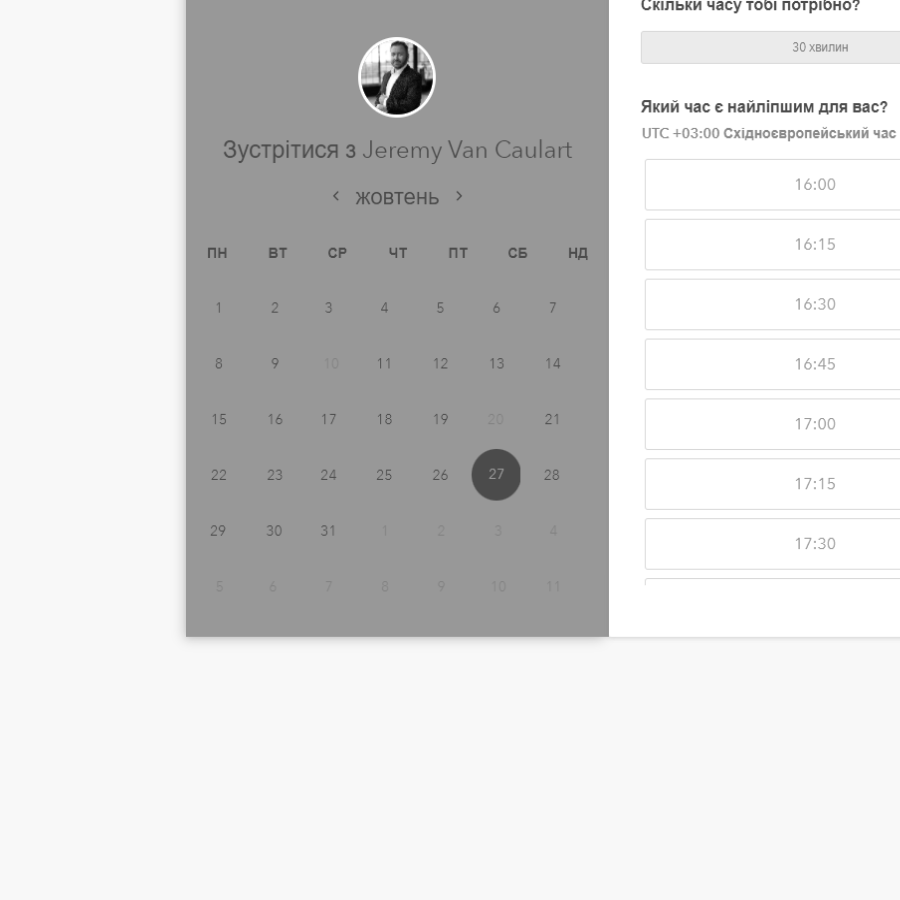 Зустрітися з Jeremy Van Caulart
жовтень
ПН ВТ СР ЧТ ПТ СБ НД
1 2 3 4 5 6 7
8 9 10 11 12 13 14
15 16 17 18 19 20 21
22 23 24 25 26 27 28
29 30 31 1 2 3 4
5 6 7 8 9 10 11
Скільки часу тобі потрібно?
30 хвилин
Який час є найліпшим для вас?
UTC +03:00 Східноєвропейський час
16:00
16:15
16:30
16:45
17:00
17:15
17:30